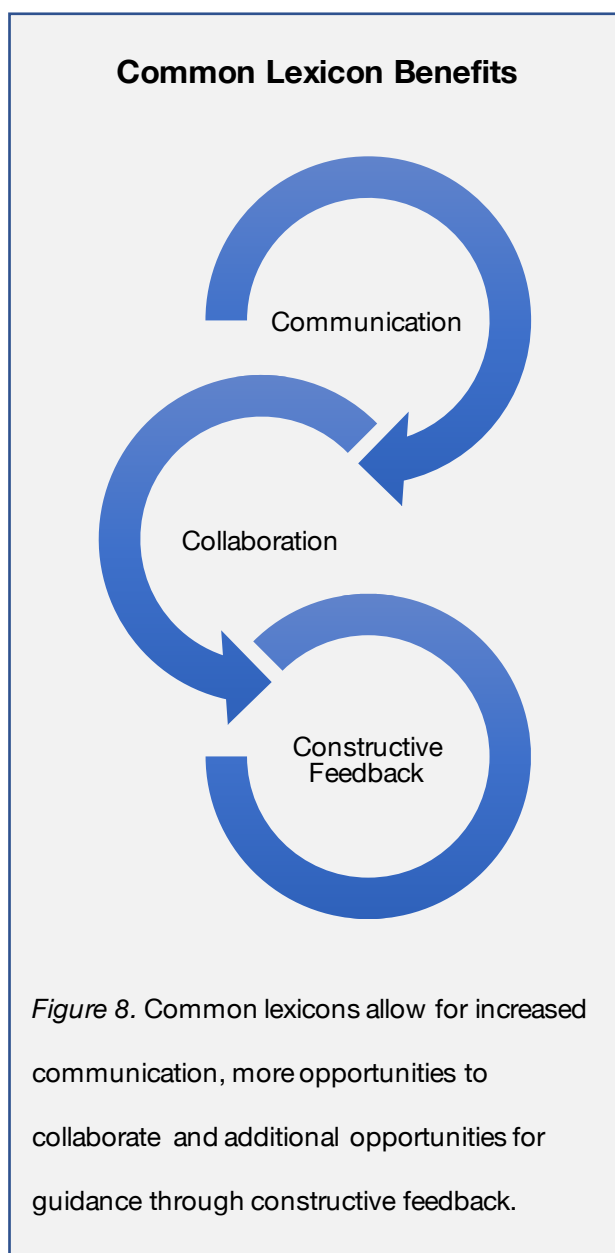 Common Lexicon Benefits
Communication
Collaboration
Constructive
Feedback
Figure 8. Common lexicons allow for increased
communication, more opportunities to
collaborate and additional opportunities for
guidance through constructive feedback.